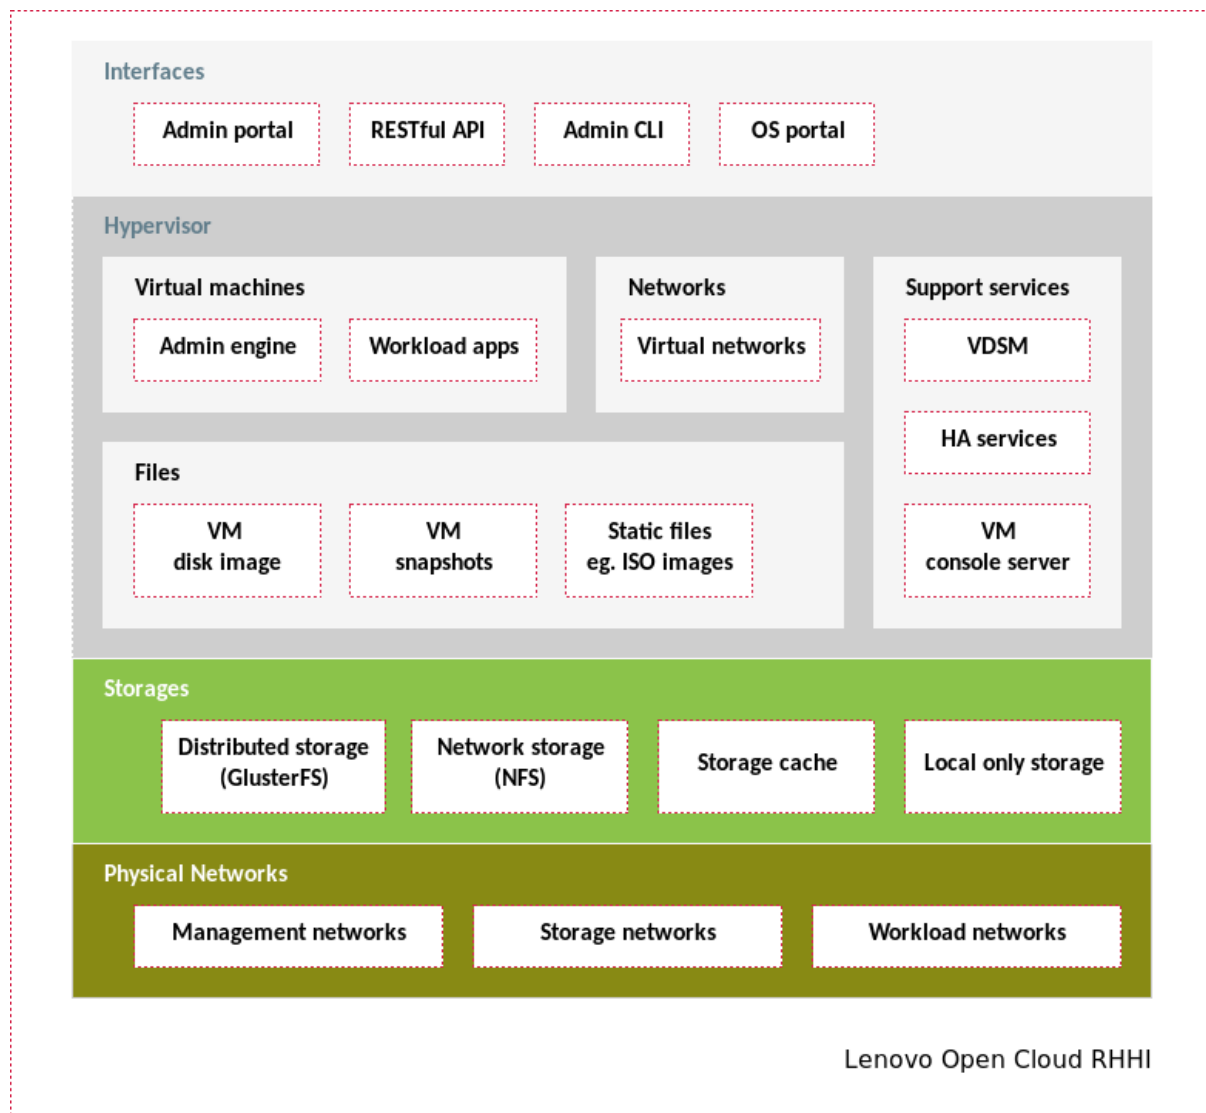 Interfaces
Admin portal
RESTful API
Admin CLI
OS portal
Hypervisor
Virtual machines
Admin engine
Workload apps
Networks
Virtual networks
Support services
VDSM
HA services
VM
console server
Files
VM
disk image
VM
snapshots
Static files
eg. ISO images
Storages
Distributed storage
(GlusterFS)
Network storage
(NFS)
Storage cache
Local only storage
Physical Networks
Management networks
Storage networks
Workload networks
Lenovo Open Cloud RHHI